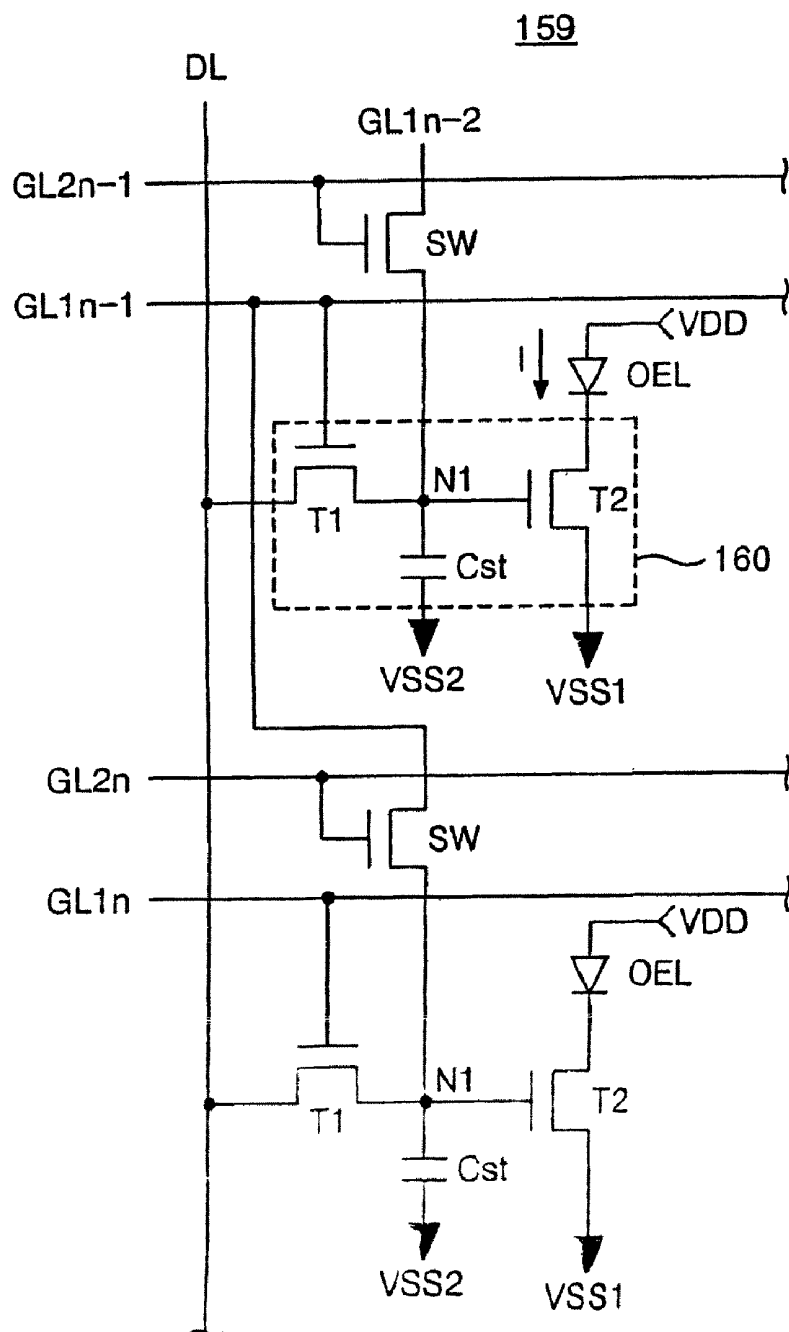 159
DL
GL1n-2
GL2n-1
SW
GL1n-1
VDD
I
OEL
N1
T1
T2
Cst
160
VSS2
VSS1
GL2n
SW
GL1n
VDD
OEL
N1
T1
T2
Cst
VSS2
VSS1